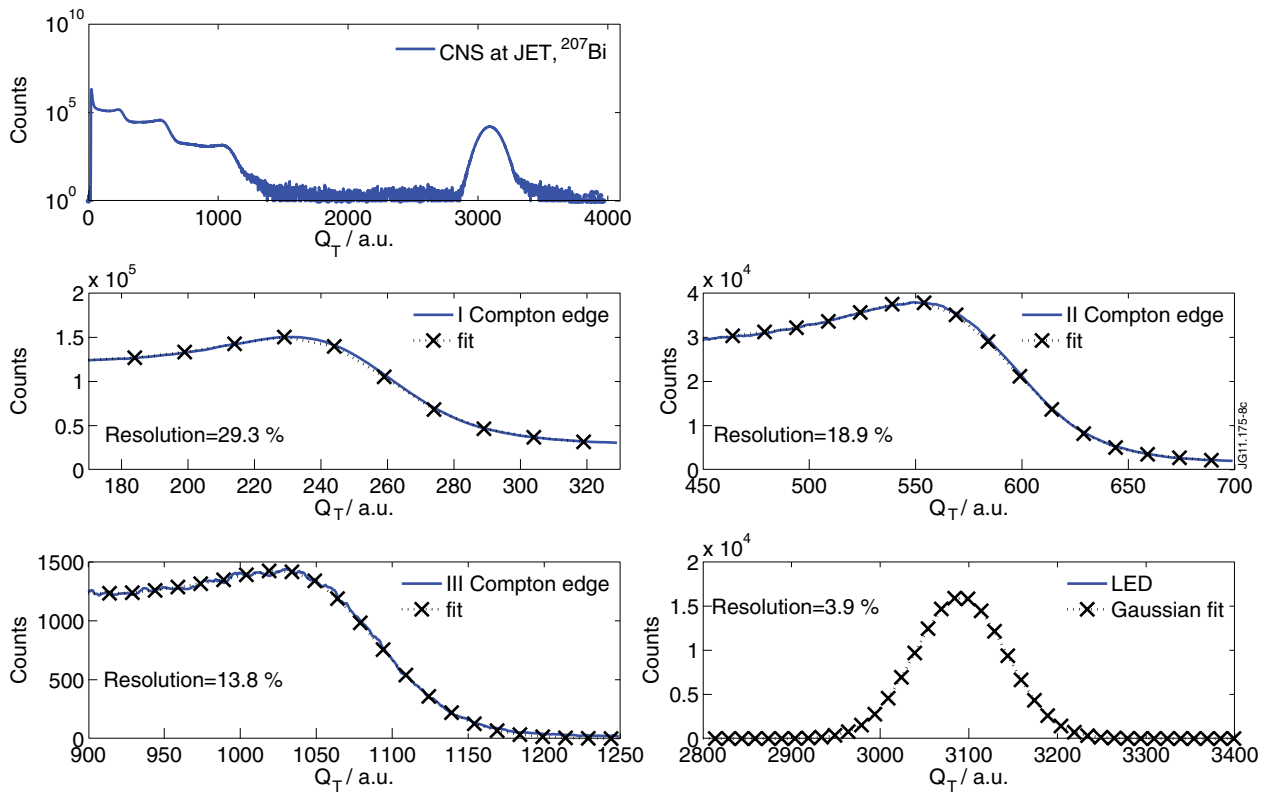 10^10
10^5
10^0
Counts
CNS at JET, ^207Bi
0 1000 2000 3000 4000
Q_T / a.u.
x 10^5
2
1.5
1
0.5
0
Counts
I Compton edge
fit
Resolution=29.3 %
180 200 220 240 260 280 300 320
Q_T / a.u.
x 10^4
4
3
2
1
0
Counts
II Compton edge
fit
Resolution=18.9 %
450 500 550 600 650 700
Q_T / a.u.
JG11.175-8c
1500
1000
500
0
Counts
III Compton edge
fit
Resolution=13.8 %
900 950 1000 1050 1100 1150 1200 1250
Q_T / a.u.
x 10^4
2
1.5
1
0.5
0
Counts
LED
Gaussian fit
Resolution=3.9 %
2800 2900 3000 3100 3200 3300 3400
Q_T / a.u.